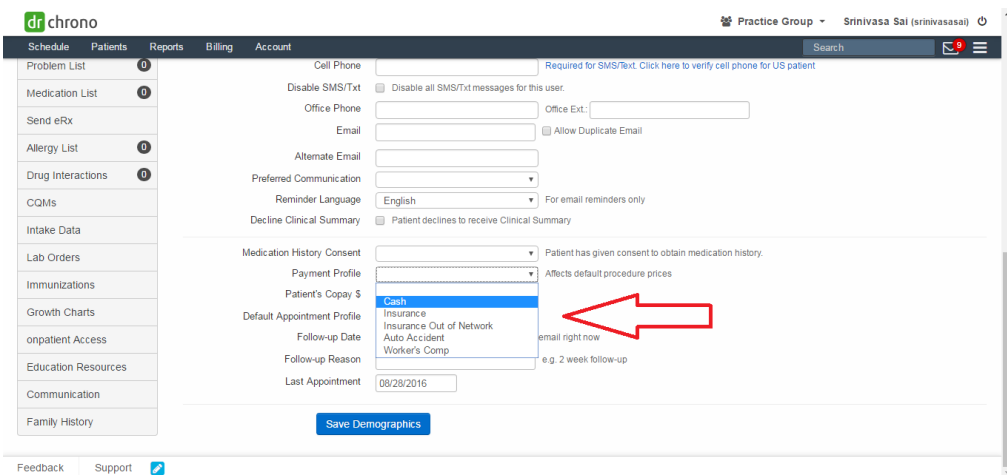 dr chrono
Practice Group
Srinivasa Sai (srinivasasai)
Schedule Patients Reports Billing Account
Search
9
Problem List 0
Medication List 0
Send eRx
Allergy List 0
Drug Interactions 0
CQMs
Intake Data
Lab Orders
Immunizations
Growth Charts
onpatient Access
Education Resources
Communication
Family History
Cell Phone Required for SMS/Text. Click here to verify cell phone for US patient
Disable SMS/Txt Disable all SMS/Txt messages for this user.
Office Phone Office Ext.:
Email Allow Duplicate Email
Alternate Email
Preferred Communication
Reminder Language English For email reminders only
Decline Clinical Summary Patient declines to receive Clinical Summary
Medication History Consent Patient has given consent to obtain medication history.
Payment Profile Affects default procedure prices
Patient's Copay $
Cash
Insurance
Insurance Out of Network
Auto Accident
Worker's Comp
Default Appointment Profile
Follow-up Date email right now
Follow-up Reason e.g. 2 week follow-up
Last Appointment 08/28/2016
Save Demographics
Feedback Support